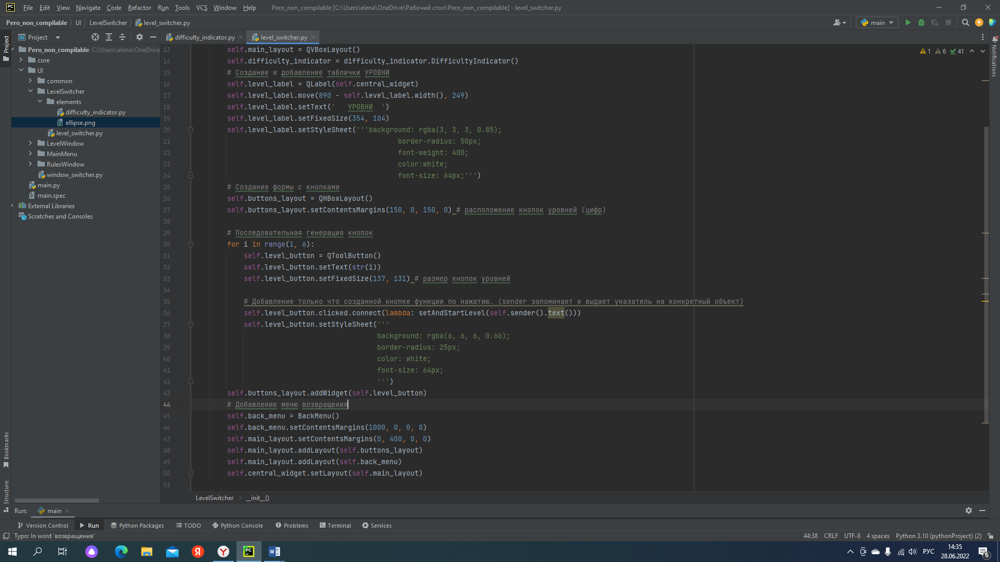 PC File Edit View Navigate Code Refactor Run Tools VCS Window Help Pero_non_compilable [C:\Users\elena\OneDrive\Рабочий стол\Pero_non_compilable] - level_switcher.py
Pero_non_compilable UI LevelSwitcher level_switcher.py main
Project
Project difficulty_indicator.py level_switcher.py
Notifications
1 6 41
Pero_non_compilable C:\Users\elena\OneDrive
core
UI
common
LevelSwitcher
elements
difficulty_indicator.py
ellipse.png
level_switcher.py
LevelWindow
MainMenu
RulesWindow
window_switcher.py
main.py
main.spec
External Libraries
Scratches and Consoles
13 self.main_layout = QVBoxLayout()
14 self.difficulty_indicator = difficulty_indicator.DifficultyIndicator()
15 # Создание и добавление таблички УРОВНИ
16 self.level_label = QLabel(self.central_widget)
17 self.level_label.move(890 - self.level_label.width(), 249)
18 self.level_label.setText('   УРОВНИ  ')
19 self.level_label.setFixedSize(354, 104)
20 self.level_label.setStyleSheet('''background: rgba(3, 3, 3, 0.85);
21 border-radius: 50px;
22 font-weight: 400;
23 color:white;
24 font-size: 64px;''')
25 # Создание формы с кнопками
26 self.buttons_layout = QHBoxLayout()
27 self.buttons_layout.setContentsMargins(150, 0, 150, 0) # расположение кнопок уровней (цифр)
28
29 # Последовательная генерация кнопок
30 for i in range(1, 6):
31 self.level_button = QToolButton()
32 self.level_button.setText(str(i))
33 self.level_button.setFixedSize(137, 131) # размер кнопок уровней
34
35 # Добавление только что созданной кнопке функции по нажатию. (sender запоминает и выдает указатель на конкретный объект)
36 self.level_button.clicked.connect(lambda: setAndStartLevel(self.sender().text()))
37 self.level_button.setStyleSheet('''
38 background: rgba(6, 6, 6, 0.66);
39 border-radius: 25px;
40 color: white;
41 font-size: 64px;
42 ''')
43 self.buttons_layout.addWidget(self.level_button)
44 # Добавление меню возвращения
45 self.back_menu = BackMenu()
46 self.back_menu.setContentsMargins(1000, 0, 0, 0)
47 self.main_layout.setContentsMargins(0, 400, 0, 0)
48 self.main_layout.addLayout(self.buttons_layout)
49 self.main_layout.addLayout(self.back_menu)
50 self.central_widget.setLayout(self.main_layout)
51
Bookmarks
Structure
LevelSwitcher __init__()
Run: main
Version Control Run Python Packages TODO Python Console Problems Terminal Services
Typo: In word 'возвращения' 44:38 CRLF UTF-8 4 spaces Python 3.10 (pythonProject) (2)
Я Y PC W РУС 14:35
28.06.2022 6